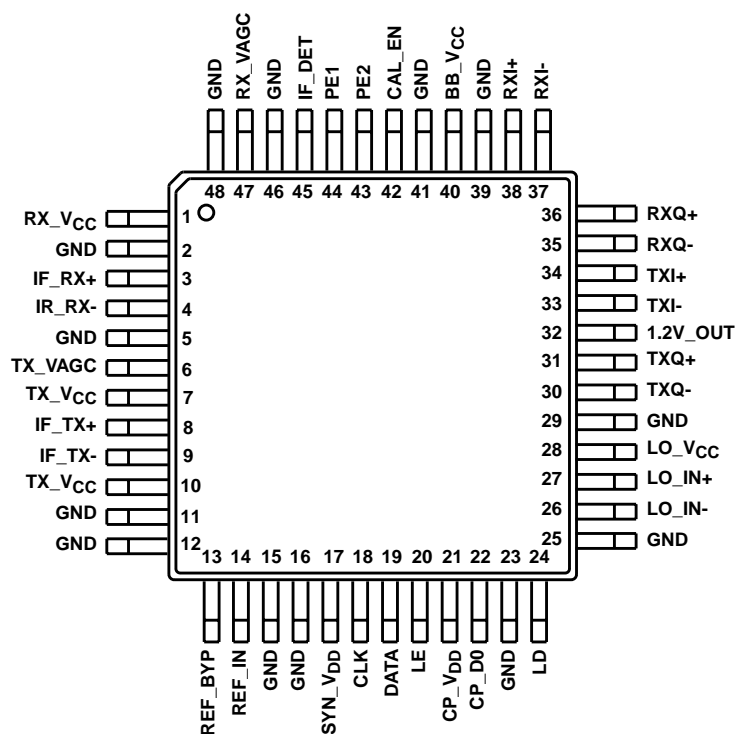 GND
RX_VAGC
GND
IF_DET
PE1
PE2
CAL_EN
GND
BB_VCC
GND
RXI+
RXI-
48 47 46 45 44 43 42 41 40 39 38 37
RX_VCC 1
GND 2
IF_RX+ 3
IR_RX- 4
GND 5
TX_VAGC 6
TX_VCC 7
IF_TX+ 8
IF_TX- 9
TX_VCC 10
GND 11
GND 12
36 RXQ+
35 RXQ-
34 TXI+
33 TXI-
32 1.2V_OUT
31 TXQ+
30 TXQ-
29 GND
28 LO_VCC
27 LO_IN+
26 LO_IN-
25 GND
13 14 15 16 17 18 19 20 21 22 23 24
REF_BYP
REF_IN
GND
GND
SYN_VDD
CLK
DATA
LE
CP_VDD
CP_D0
GND
LD